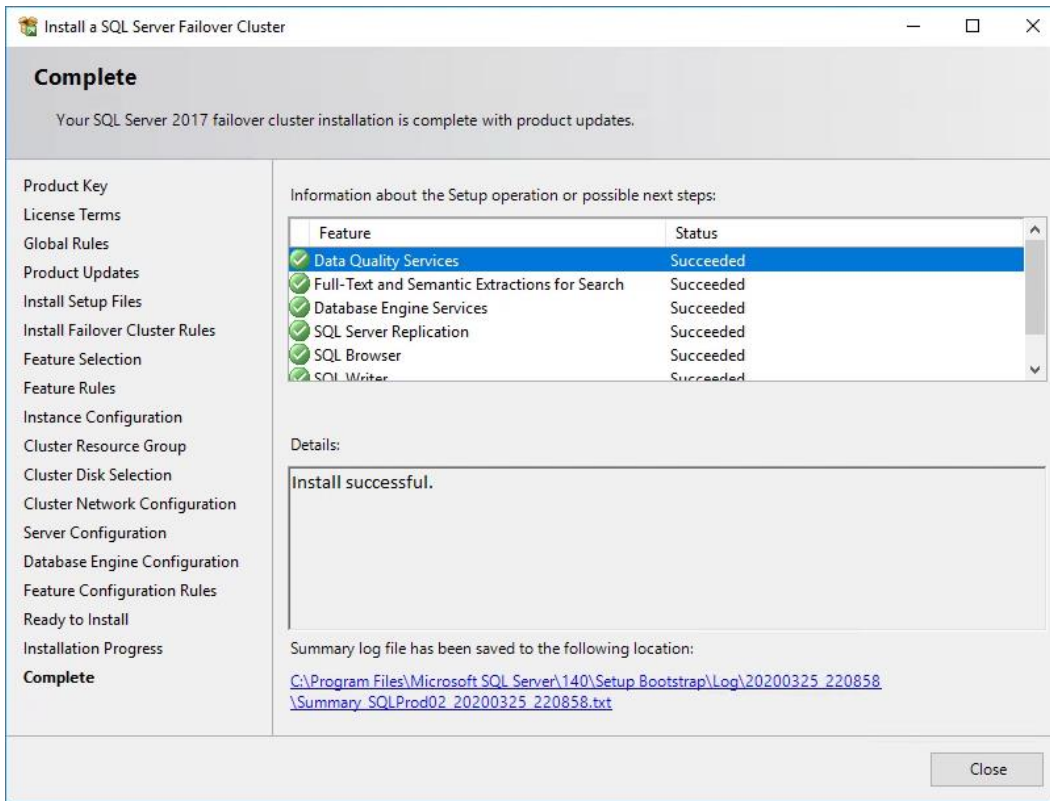 Install a SQL Server Failover Cluster
Complete
Your SQL Server 2017 failover cluster installation is complete with product updates.
Product Key
License Terms
Global Rules
Product Updates
Install Setup Files
Install Failover Cluster Rules
Feature Selection
Feature Rules
Instance Configuration
Cluster Resource Group
Cluster Disk Selection
Cluster Network Configuration
Server Configuration
Database Engine Configuration
Feature Configuration Rules
Ready to Install
Installation Progress
Complete
Information about the Setup operation or possible next steps:
Feature Status
Data Quality Services Succeeded
Full-Text and Semantic Extractions for Search Succeeded
Database Engine Services Succeeded
SQL Server Replication Succeeded
SQL Browser Succeeded
SQL Writer Succeeded
Details:
Install successful.
Summary log file has been saved to the following location:
C:\Program Files\Microsoft SQL Server\140\Setup Bootstrap\Log\20200325_220858
\Summary_SQLProd02_20200325_220858.txt
Close